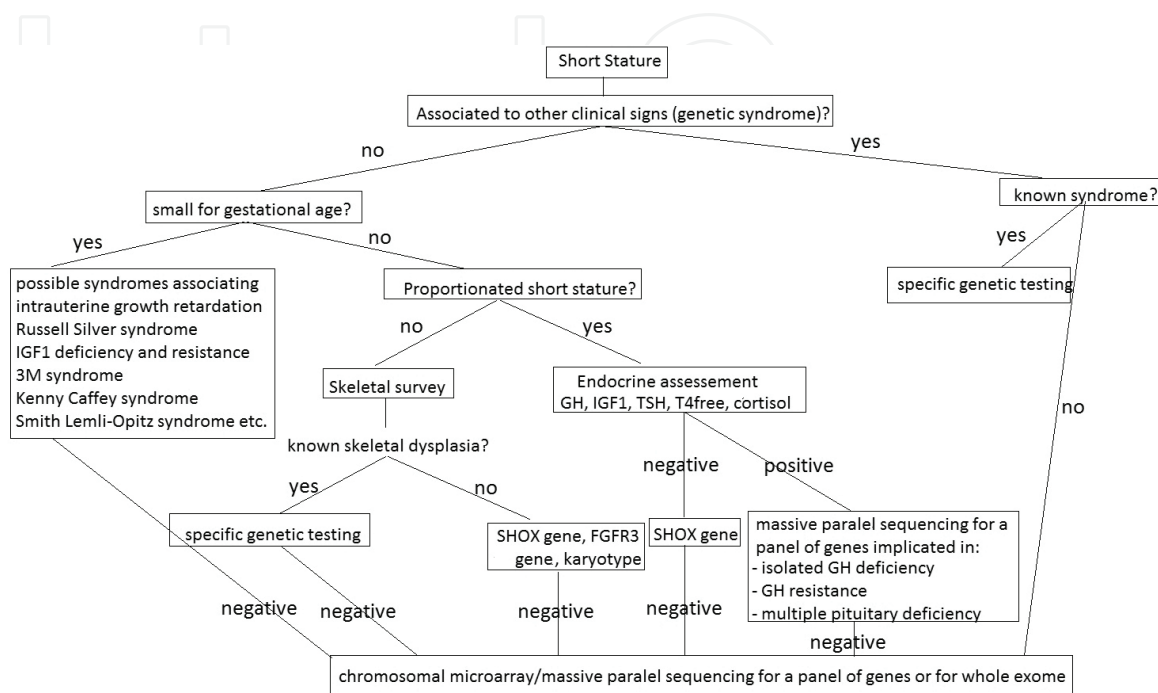 Short Stature
Associated to other clinical signs (genetic syndrome)?
no
yes
small for gestational age?
known syndrome?
yes
no
yes
possible syndromes associating
intrauterine growth retardation
Russell Silver syndrome
IGF1 deficiency and resistance
3M syndrome
Kenny Caffey syndrome
Smith Lemli-Opitz syndrome etc.
Proportionated short stature?
specific genetic testing
no
yes
Skeletal survey
Endocrine assessement
GH, IGF1, TSH, T4free, cortisol
no
known skeletal dysplasia?
negative
positive
yes
no
specific genetic testing
SHOX gene, FGFR3
gene, karyotype
SHOX gene
massive paralel sequencing for a
panel of genes implicated in:
- isolated GH deficiency
- GH resistance
- multiple pituitary deficiency
negative
negative
negative
negative
negative
chromosomal microarray/massive paralel sequencing for a panel of genes or for whole exome